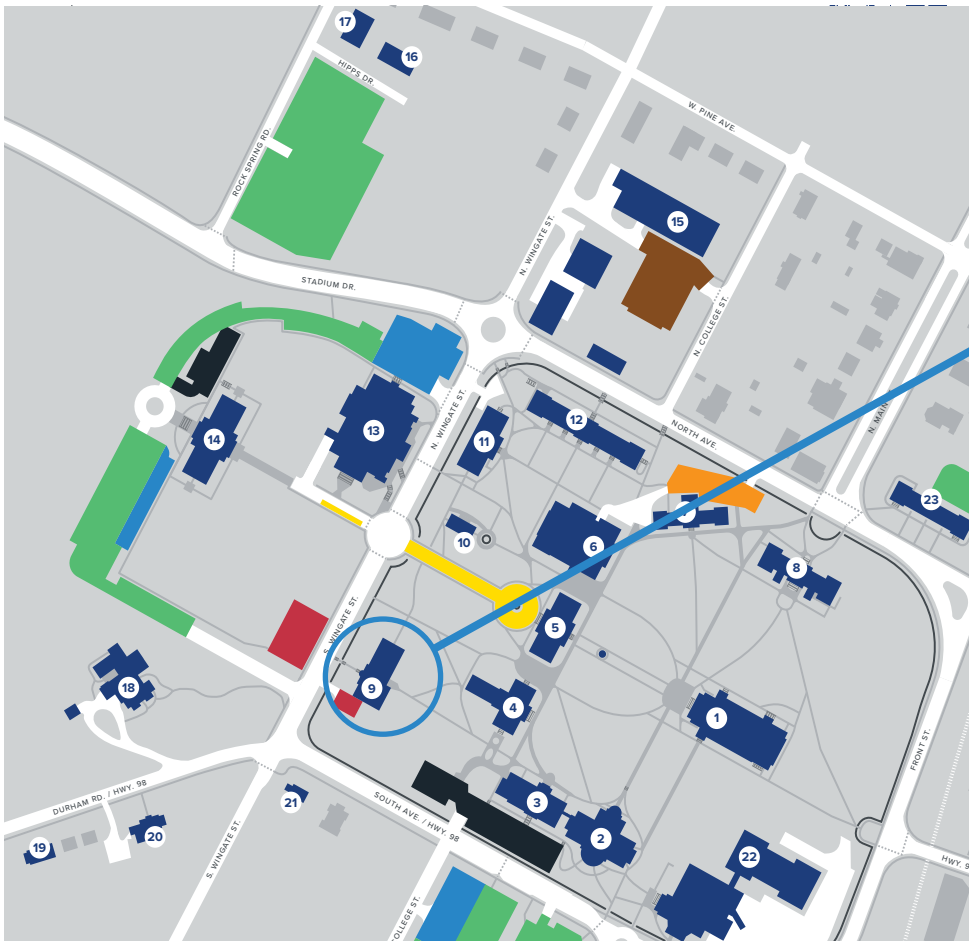 17
16
HIPPS DR.
W. PINE AVE.
ROCK SPRING RD.
15
N. WINGATE ST.
STADIUM DR.
N. COLLEGE ST.
N. WINGATE ST.
12
N. MAIN
13
14
11
NORTH AVE.
23
10
6
8
5
S. WINGATE ST.
9
18
4
1
FRONT ST.
DURHAM RD. / HWY. 98
21
3
SOUTH AVE. / HWY. 98
20
19
2
S. WINGATE ST.
22
HWY. 9
COLLEGE ST.